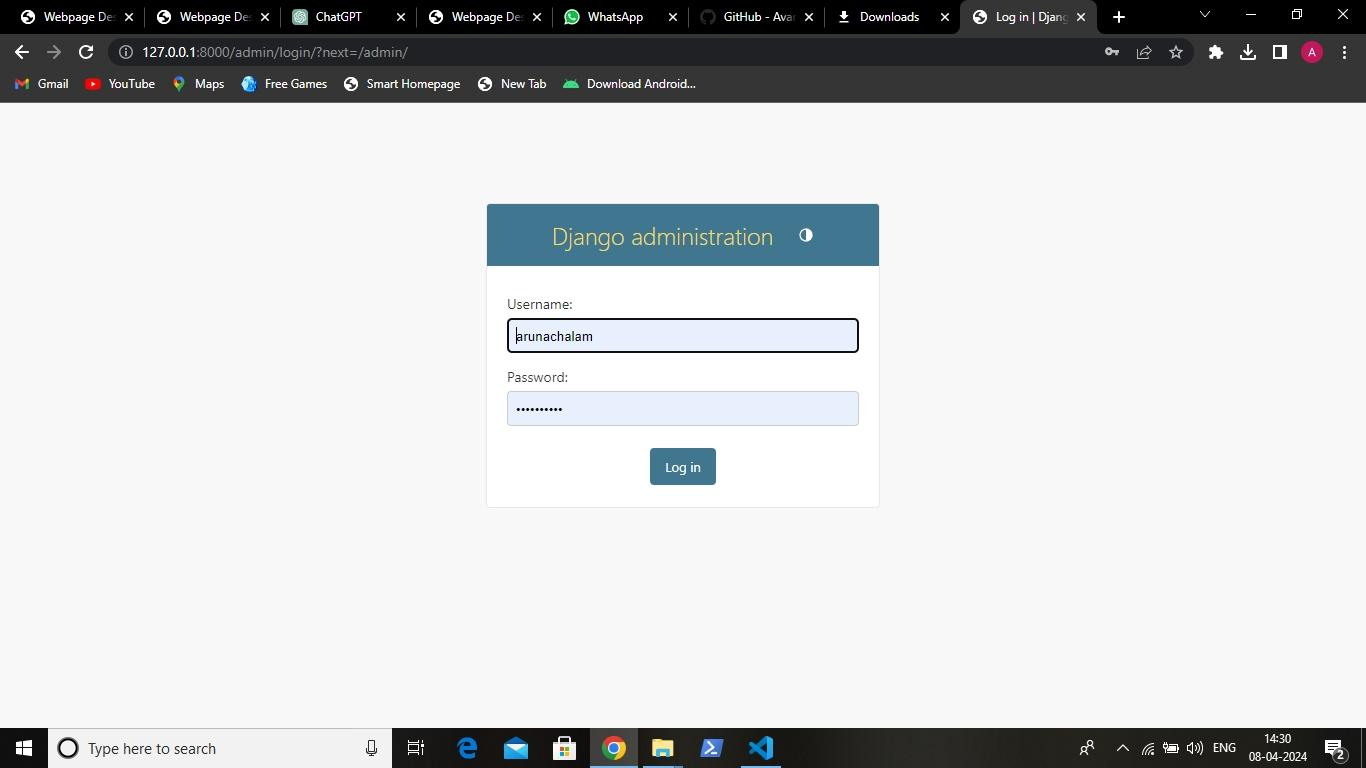 Webpage De
Webpage De
ChatGPT
Webpage De
WhatsApp
GitHub - Ava
Downloads
Log in | Djang
127.0.0.1:8000/admin/login/?next=/admin/
A
Gmail
YouTube
Maps
Free Games
Smart Homepage
New Tab
Download Android...
Django administration
Username:
arunachalam
Password:
••••••••••
Log in
Type here to search
ENG
14:30
08-04-2024
2